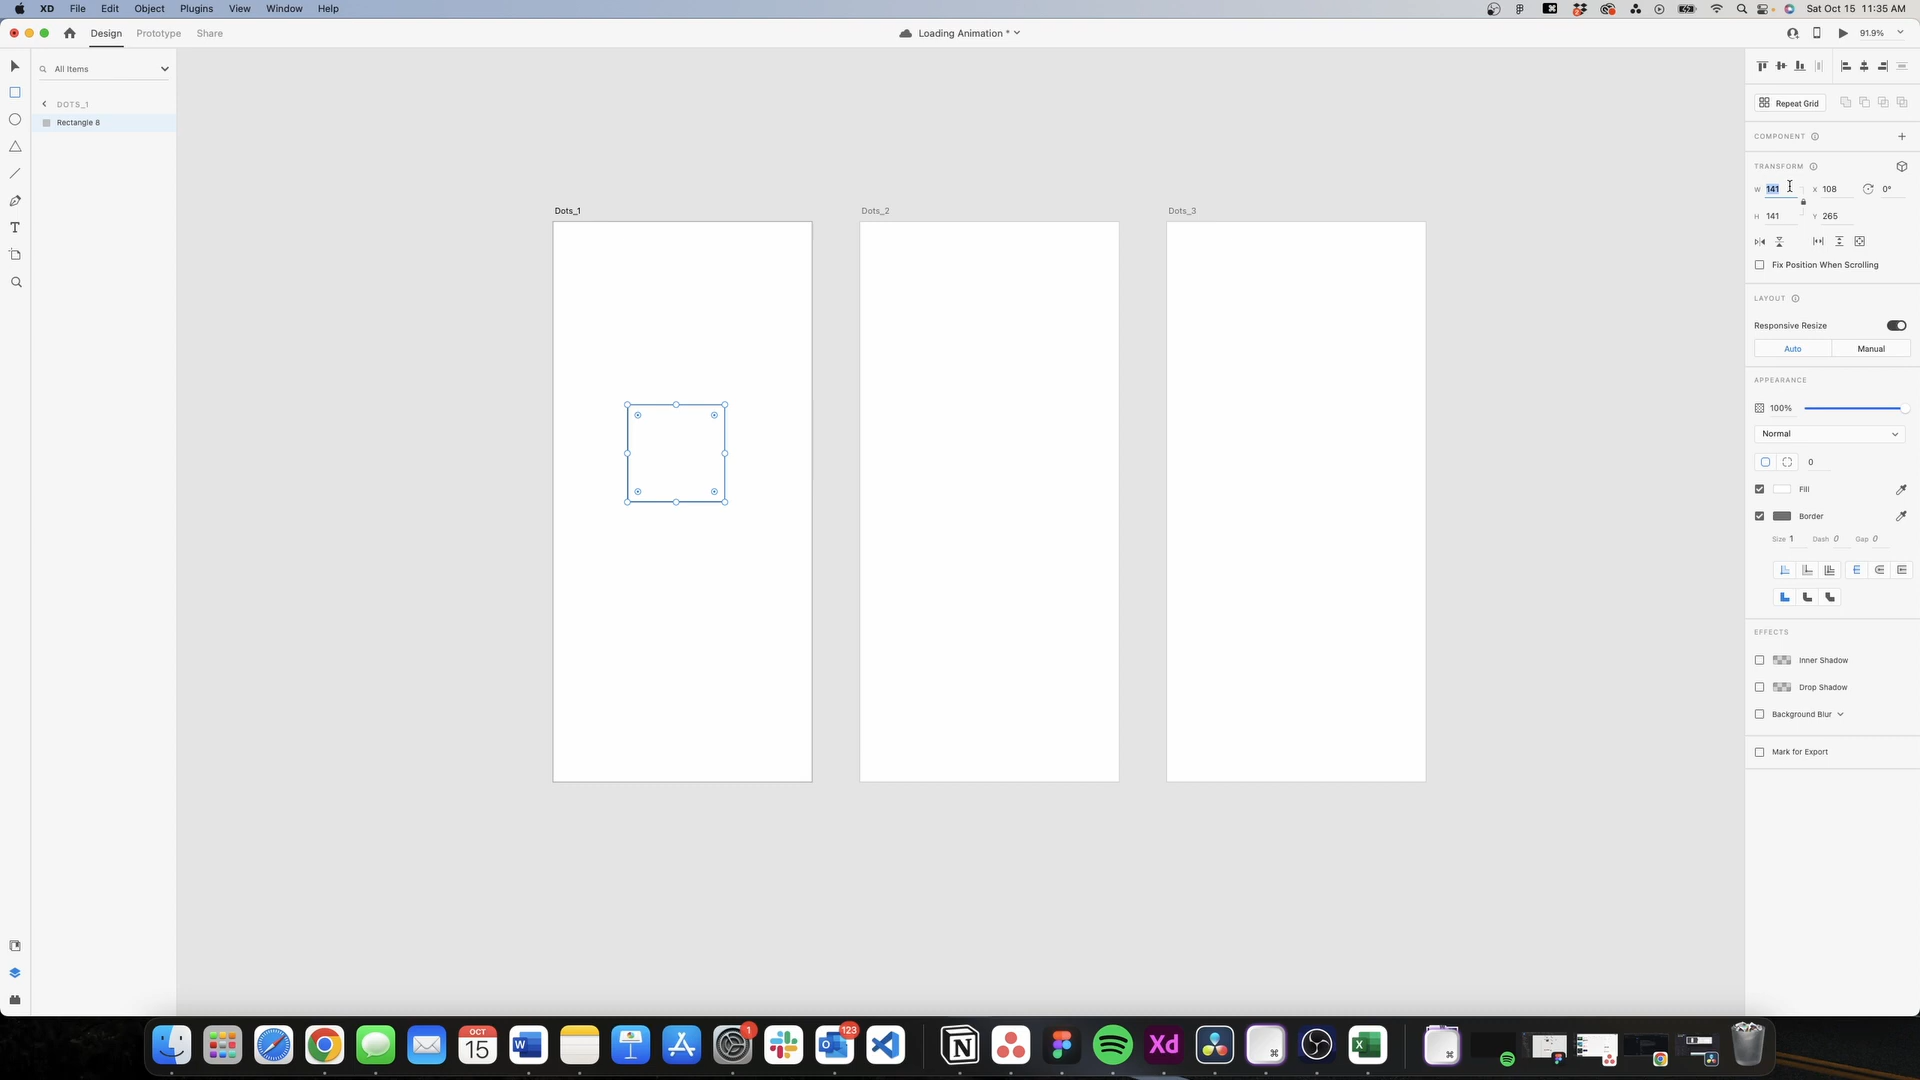 XD File Edit Object Plugins View Window Help
Sat Oct 15 11:35 AM
Design Prototype Share
Loading Animation *
91.9%
All Items
DOTS_1
Rectangle 8
Dots_1
Dots_2
Dots_3
Repeat Grid
COMPONENT
TRANSFORM
W 141 X 108 0°
H 141 Y 265
Fix Position When Scrolling
LAYOUT
Responsive Resize
Auto Manual
APPEARANCE
100%
Normal
0
Fill
Border
Size 1 Dash 0 Gap 0
EFFECTS
Inner Shadow
Drop Shadow
Background Blur
Mark for Export
OCT
15
1
123
Xd